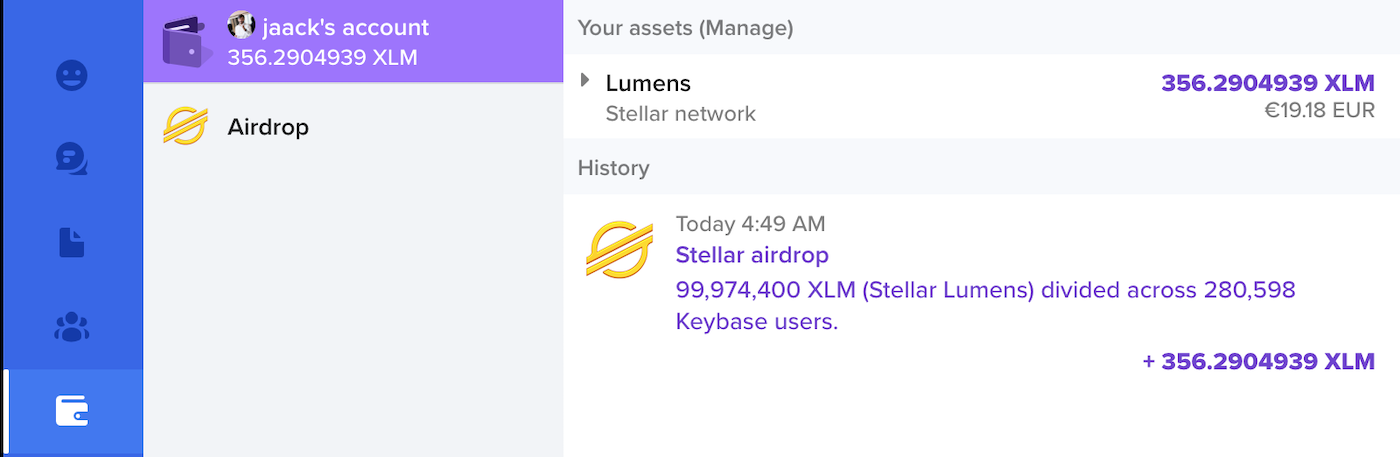 jaack's account
356.2904939 XLM
Airdrop
Your assets (Manage)
Lumens
356.2904939 XLM
Stellar network
€19.18 EUR
History
Today 4:49 AM
Stellar airdrop
99,974,400 XLM (Stellar Lumens) divided across 280,598
Keybase users.
+ 356.2904939 XLM